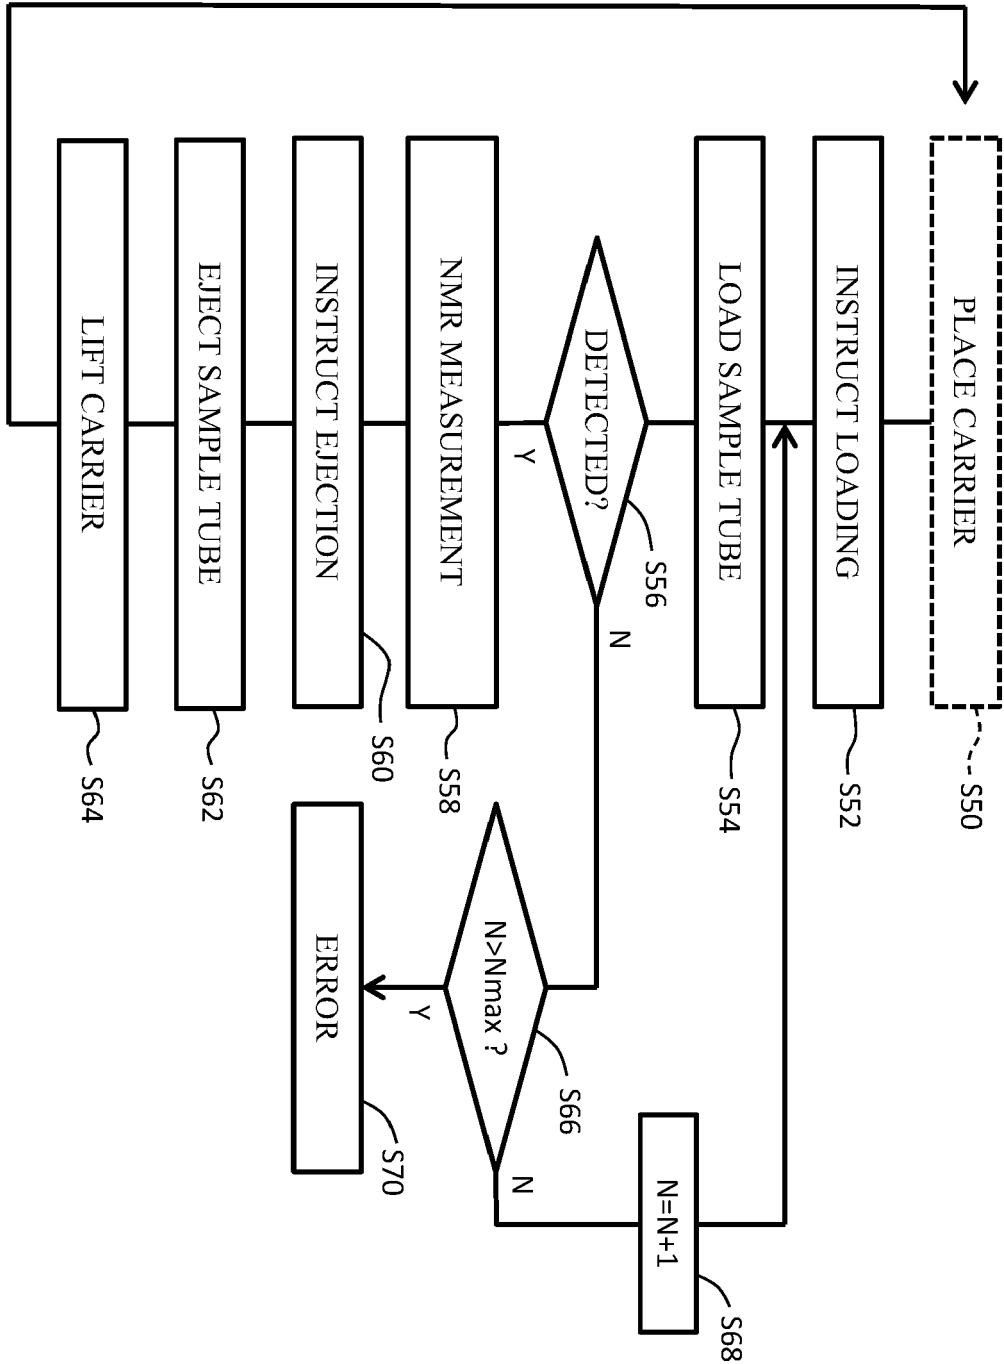 PLACE CARRIER
S50
INSTRUCT LOADING
S52
LOAD SAMPLE TUBE
S54
DETECTED?
S56
N
Y
NMR MEASUREMENT
S58
INSTRUCT EJECTION
S60
EJECT SAMPLE TUBE
S62
LIFT CARRIER
S64
N>Nmax ?
S66
N
Y
N=N+1
S68
ERROR
S70